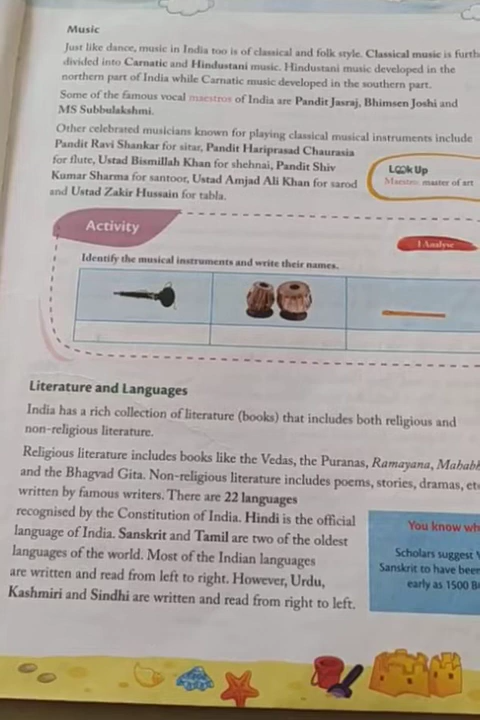 Music
Just like dance, music in India too is of classical and folk style. Classical music is
divided into Carnatic and Hindustani music. Hindustani music developed in the
northern part of India while Carnatic music developed in the southern part.
Some of the famous vocal maestros of India are Pandit Jasraj, Bhimsen Joshi and
MS Subbulakshmi.
Other celebrated musicians known for playing classical musical instruments include
Pandit Ravi Shankar for sitar, Pandit Hariprasad Chaurasia
for flute, Ustad Bismillah Khan for shehnai, Pandit Shiv
Kumar Sharma for santoor, Ustad Amjad Ali Khan for sarod
and Ustad Zakir Hussain for tabla.
Look Up
Maestro: master of art
Activity
I Analyse
Identify the musical instruments and write their names.
Literature and Languages
India has a rich collection of literature (books) that includes both religious and
non-religious literature.
Religious literature includes books like the Vedas, the Puranas, Ramayana,
and the Bhagvad Gita. Non-religious literature includes poems, stories, dramas,
written by famous writers. There are 22 languages
recognised by the Constitution of India. Hindi is the official
language of India. Sanskrit and Tamil are two of the oldest
languages of the world. Most of the Indian languages
are written and read from left to right. However, Urdu,
Kashmiri and Sindhi are written and read from right to left.
You know
Scholars suggest
Sanskrit to have been
early as 1500